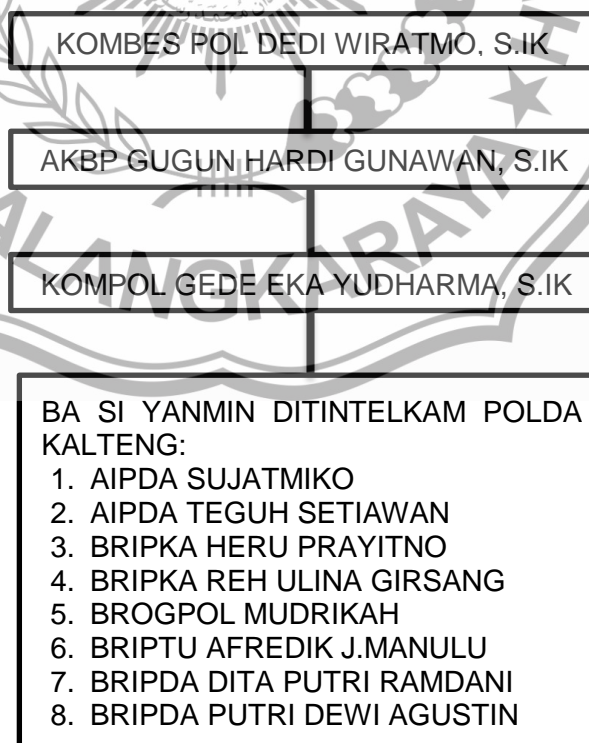 KOMBES POL DEDI WIRATMO, S.IK
AKBP GUGUN HARDI GUNAWAN, S.IK
KOMPOL GEDE EKA YUDHARMA, S.IK
ALANGKARAYA
BA SI YANMIN DITINTELKAM POLDA
KALTENG:
1. AIPDA SUJATMIKO
2. AIPDA TEGUH SETIAWAN
3. BRIPKA HERU PRAYITNO
4. BRIPKA REH ULINA GIRSANG
5. BROGPOL MUDRIKAH
6. BRIPTU AFREDIK J.MANULU
7. BRIPDA DITA PUTRI RAMDANI
8. BRIPDA PUTRI DEWI AGUSTIN